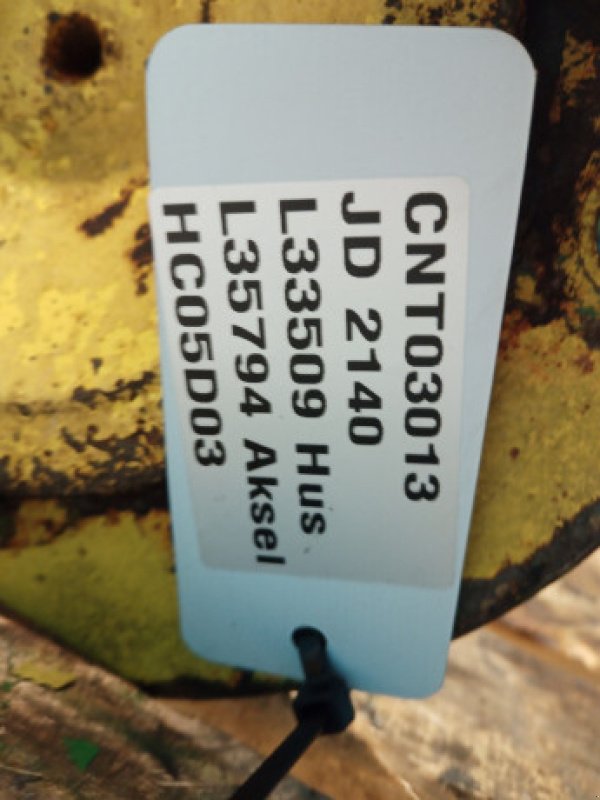 CNT03013
JD 2140
L33509 Hus
L35794 Aksel
HC05D03